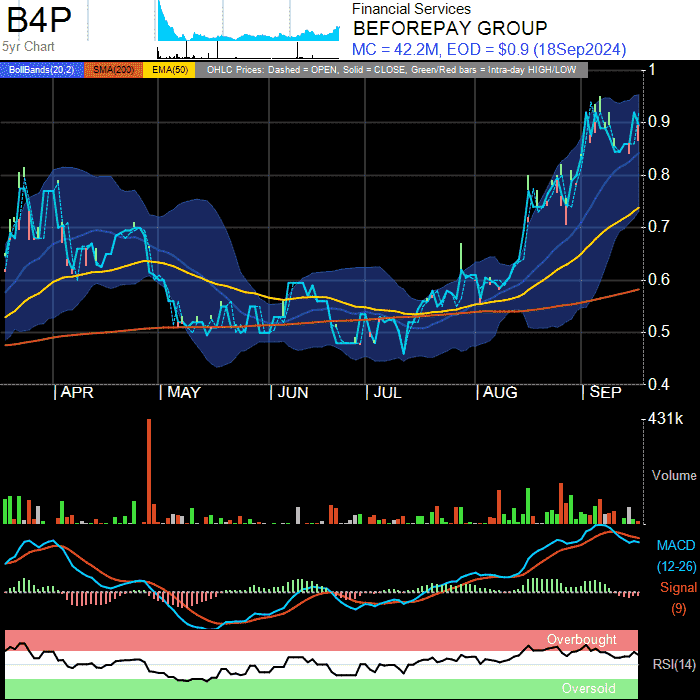 B4P
5yr Chart
Financial Services
BEFOREPAY GROUP
MC = 42.2M, EOD = $0.9 (18Sep2024)
BollBands(20,2) SMA(200) EMA(50) OHLC Prices: Dashed = OPEN, Solid = CLOSE, Green/Red bars = Intra-day HIGH/LOW
1
0.9
0.8
0.7
0.6
0.5
0.4
APR MAY JUN JUL AUG SEP
431k
Volume
MACD
(12-26)
Signal
(9)
Overbought
RSI(14)
Oversold